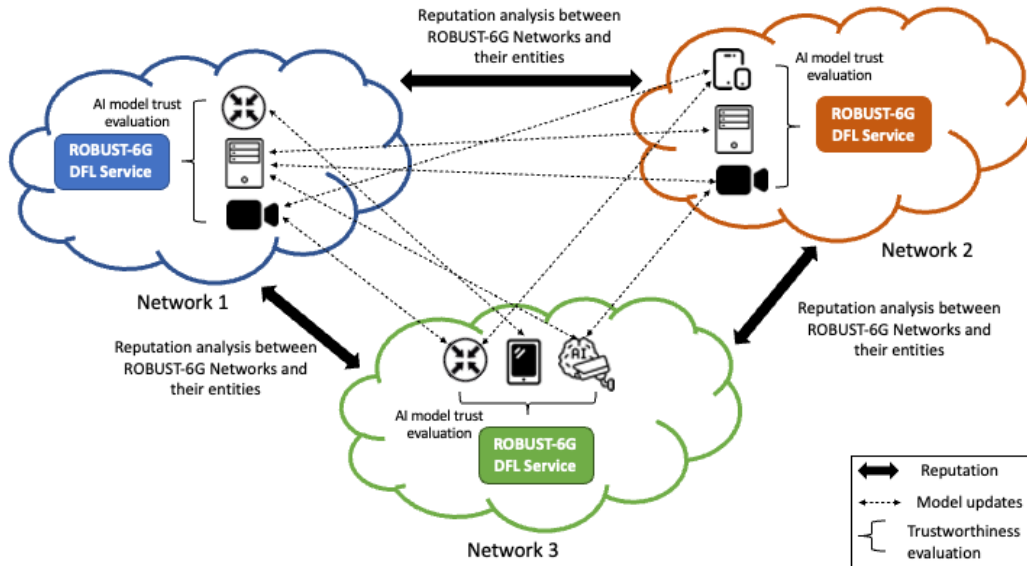 Reputation analysis between
ROBUST-6G Networks and
their entities
AI model trust
evaluation
ROBUST-6G
DFL Service
Network 1
AI model trust
evaluation
ROBUST-6G
DFL Service
Network 2
Reputation analysis between
ROBUST-6G Networks and
their entities
Reputation analysis between
ROBUST-6G Networks and
their entities
AI
AI model trust
evaluation
ROBUST-6G
DFL Service
Network 3
Reputation
Model updates
Trustworthiness
evaluation